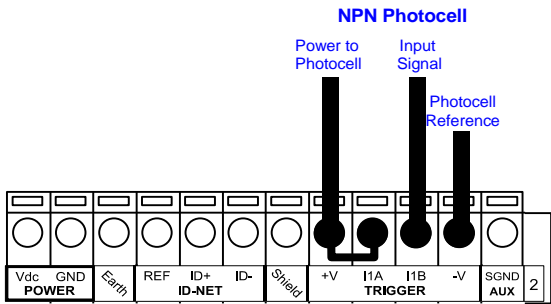 NPN Photocell
Power to
Photocell
Input
Signal
Photocell
Reference
Vdc GND Earth REF ID+ ID- Shield +V I1A I1B -V SGND 2
POWER ID-NET TRIGGER AUX